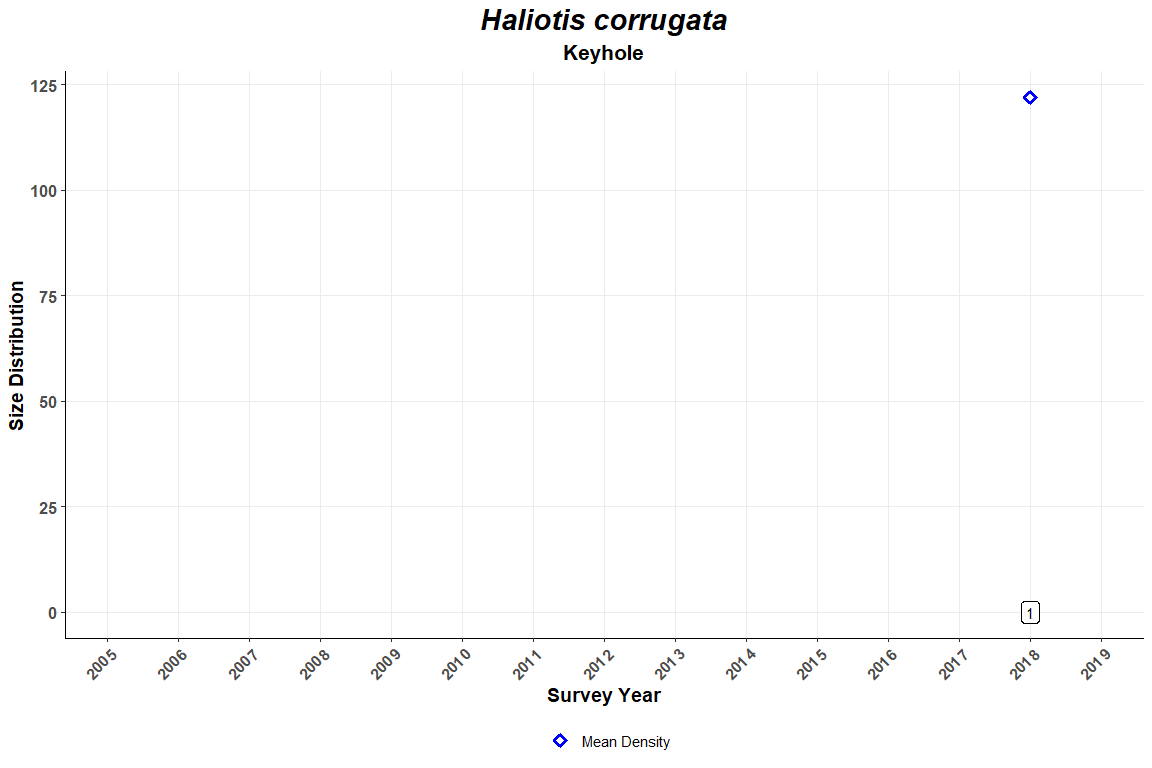 Haliotis corrugata
Keyhole
125
100
75
50
25
0
Size Distribution
1
2005 2006 2007 2008 2009 2010 2011 2012 2013 2014 2015 2016 2017 2018 2019
Survey Year
Mean Density